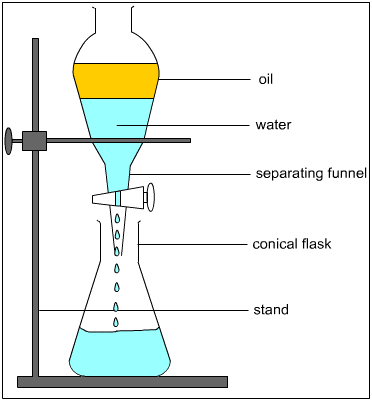 oil
water
separating funnel
conical flask
stand